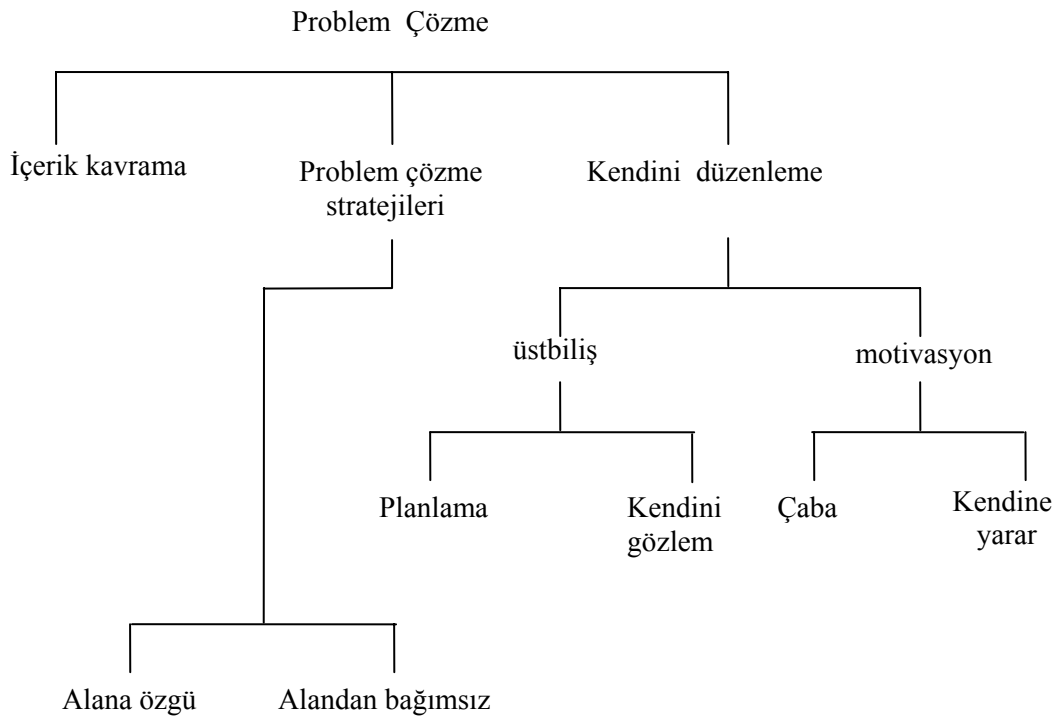 Problem Çözme
İçerik kavrama
Problem çözme
stratejileri
Kendini düzenleme
üstbiliş
motivasyon
Planlama
Kendini
gözlem
Çaba
Kendine
yarar
Alana özgü
Alandan bağımsız